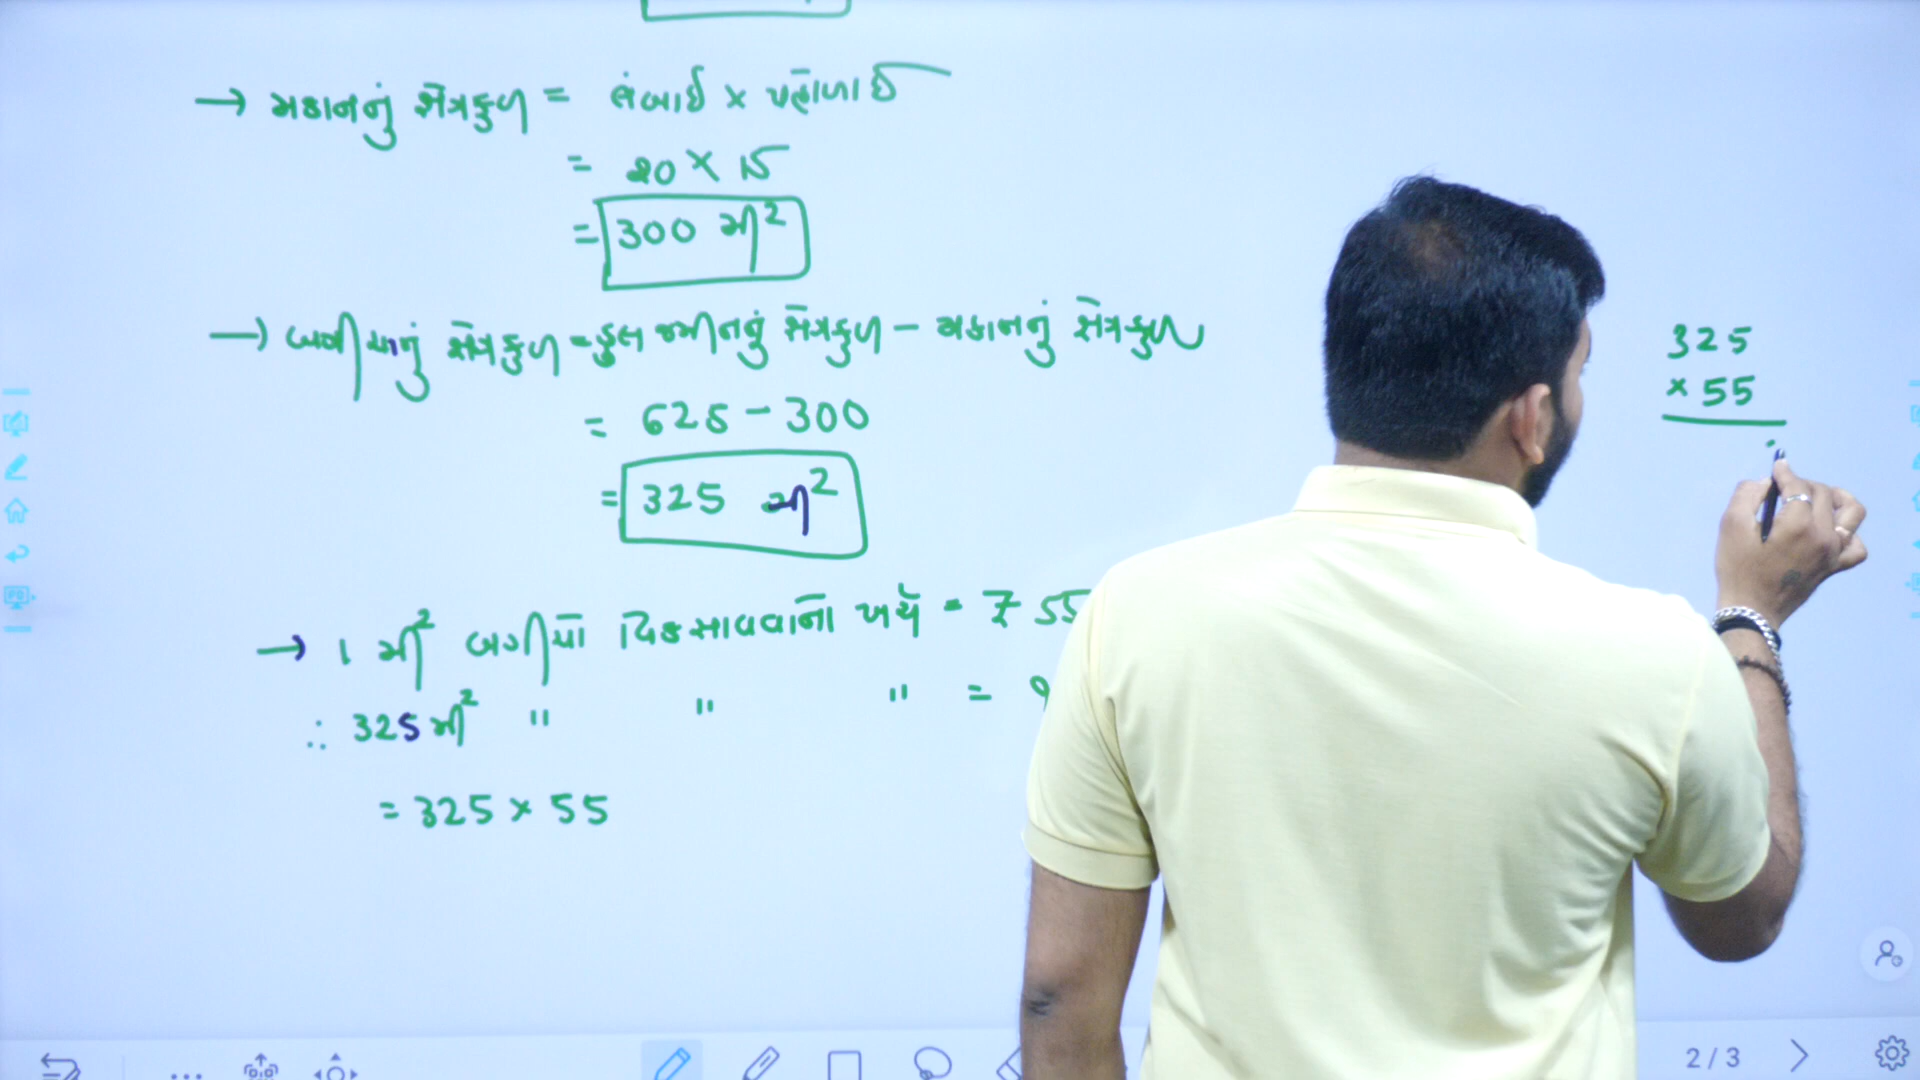 → મકાનનું ક્ષેત્રફળ = લંબાઈ × પહોળાઈ
= 20 × 15
= 300 મી²
→ બગીચાનું ક્ષેત્રફળ = કુલ જમીનનું ક્ષેત્રફળ − મકાનનું ક્ષેત્રફળ
= 625 − 300
= 325 મી²
→ 1 મી² બગીચો વિકસાવવાનો ખર્ચ = ₹ 55
∴ 325 મી² " " " =
= 325 × 55
325
× 55
2/3